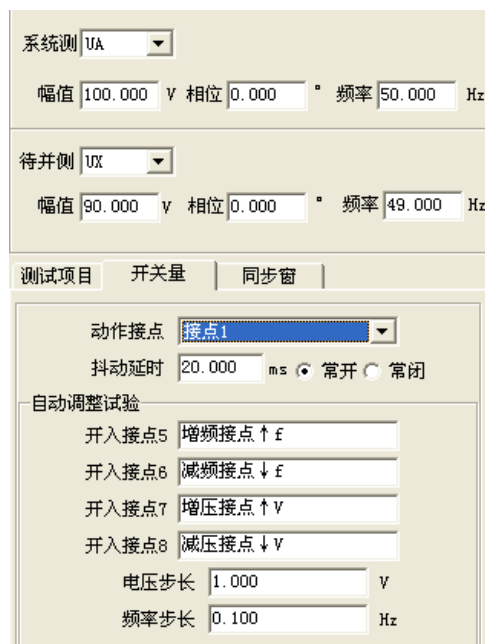 系统测 UA
幅值 100.000 V 相位 0.000 ° 频率 50.000 Hz
待并侧 UX
幅值 90.000 V 相位 0.000 ° 频率 49.000 Hz
测试项目 开关量 同步窗
动作接点 接点1
抖动延时 20.000 ms 常开 常闭
自动调整试验
开入接点5 增频接点↑f
开入接点6 减频接点↓f
开入接点7 增压接点↑V
开入接点8 减压接点↓V
电压步长 1.000 V
频率步长 0.100 Hz